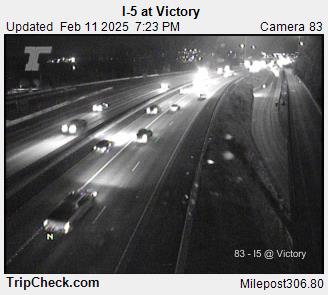 I-5 at Victory
Updated  Feb 11 2025  7:23 PM
Camera 83
T
N
83 - I5 @ Victory
TripCheck.com
Milepost306.80